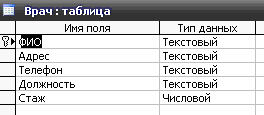 Врач : таблица
Имя поля Тип данных
ФИО Текстовый
Адрес Текстовый
Телефон Текстовый
Должность Текстовый
Стаж Числовой